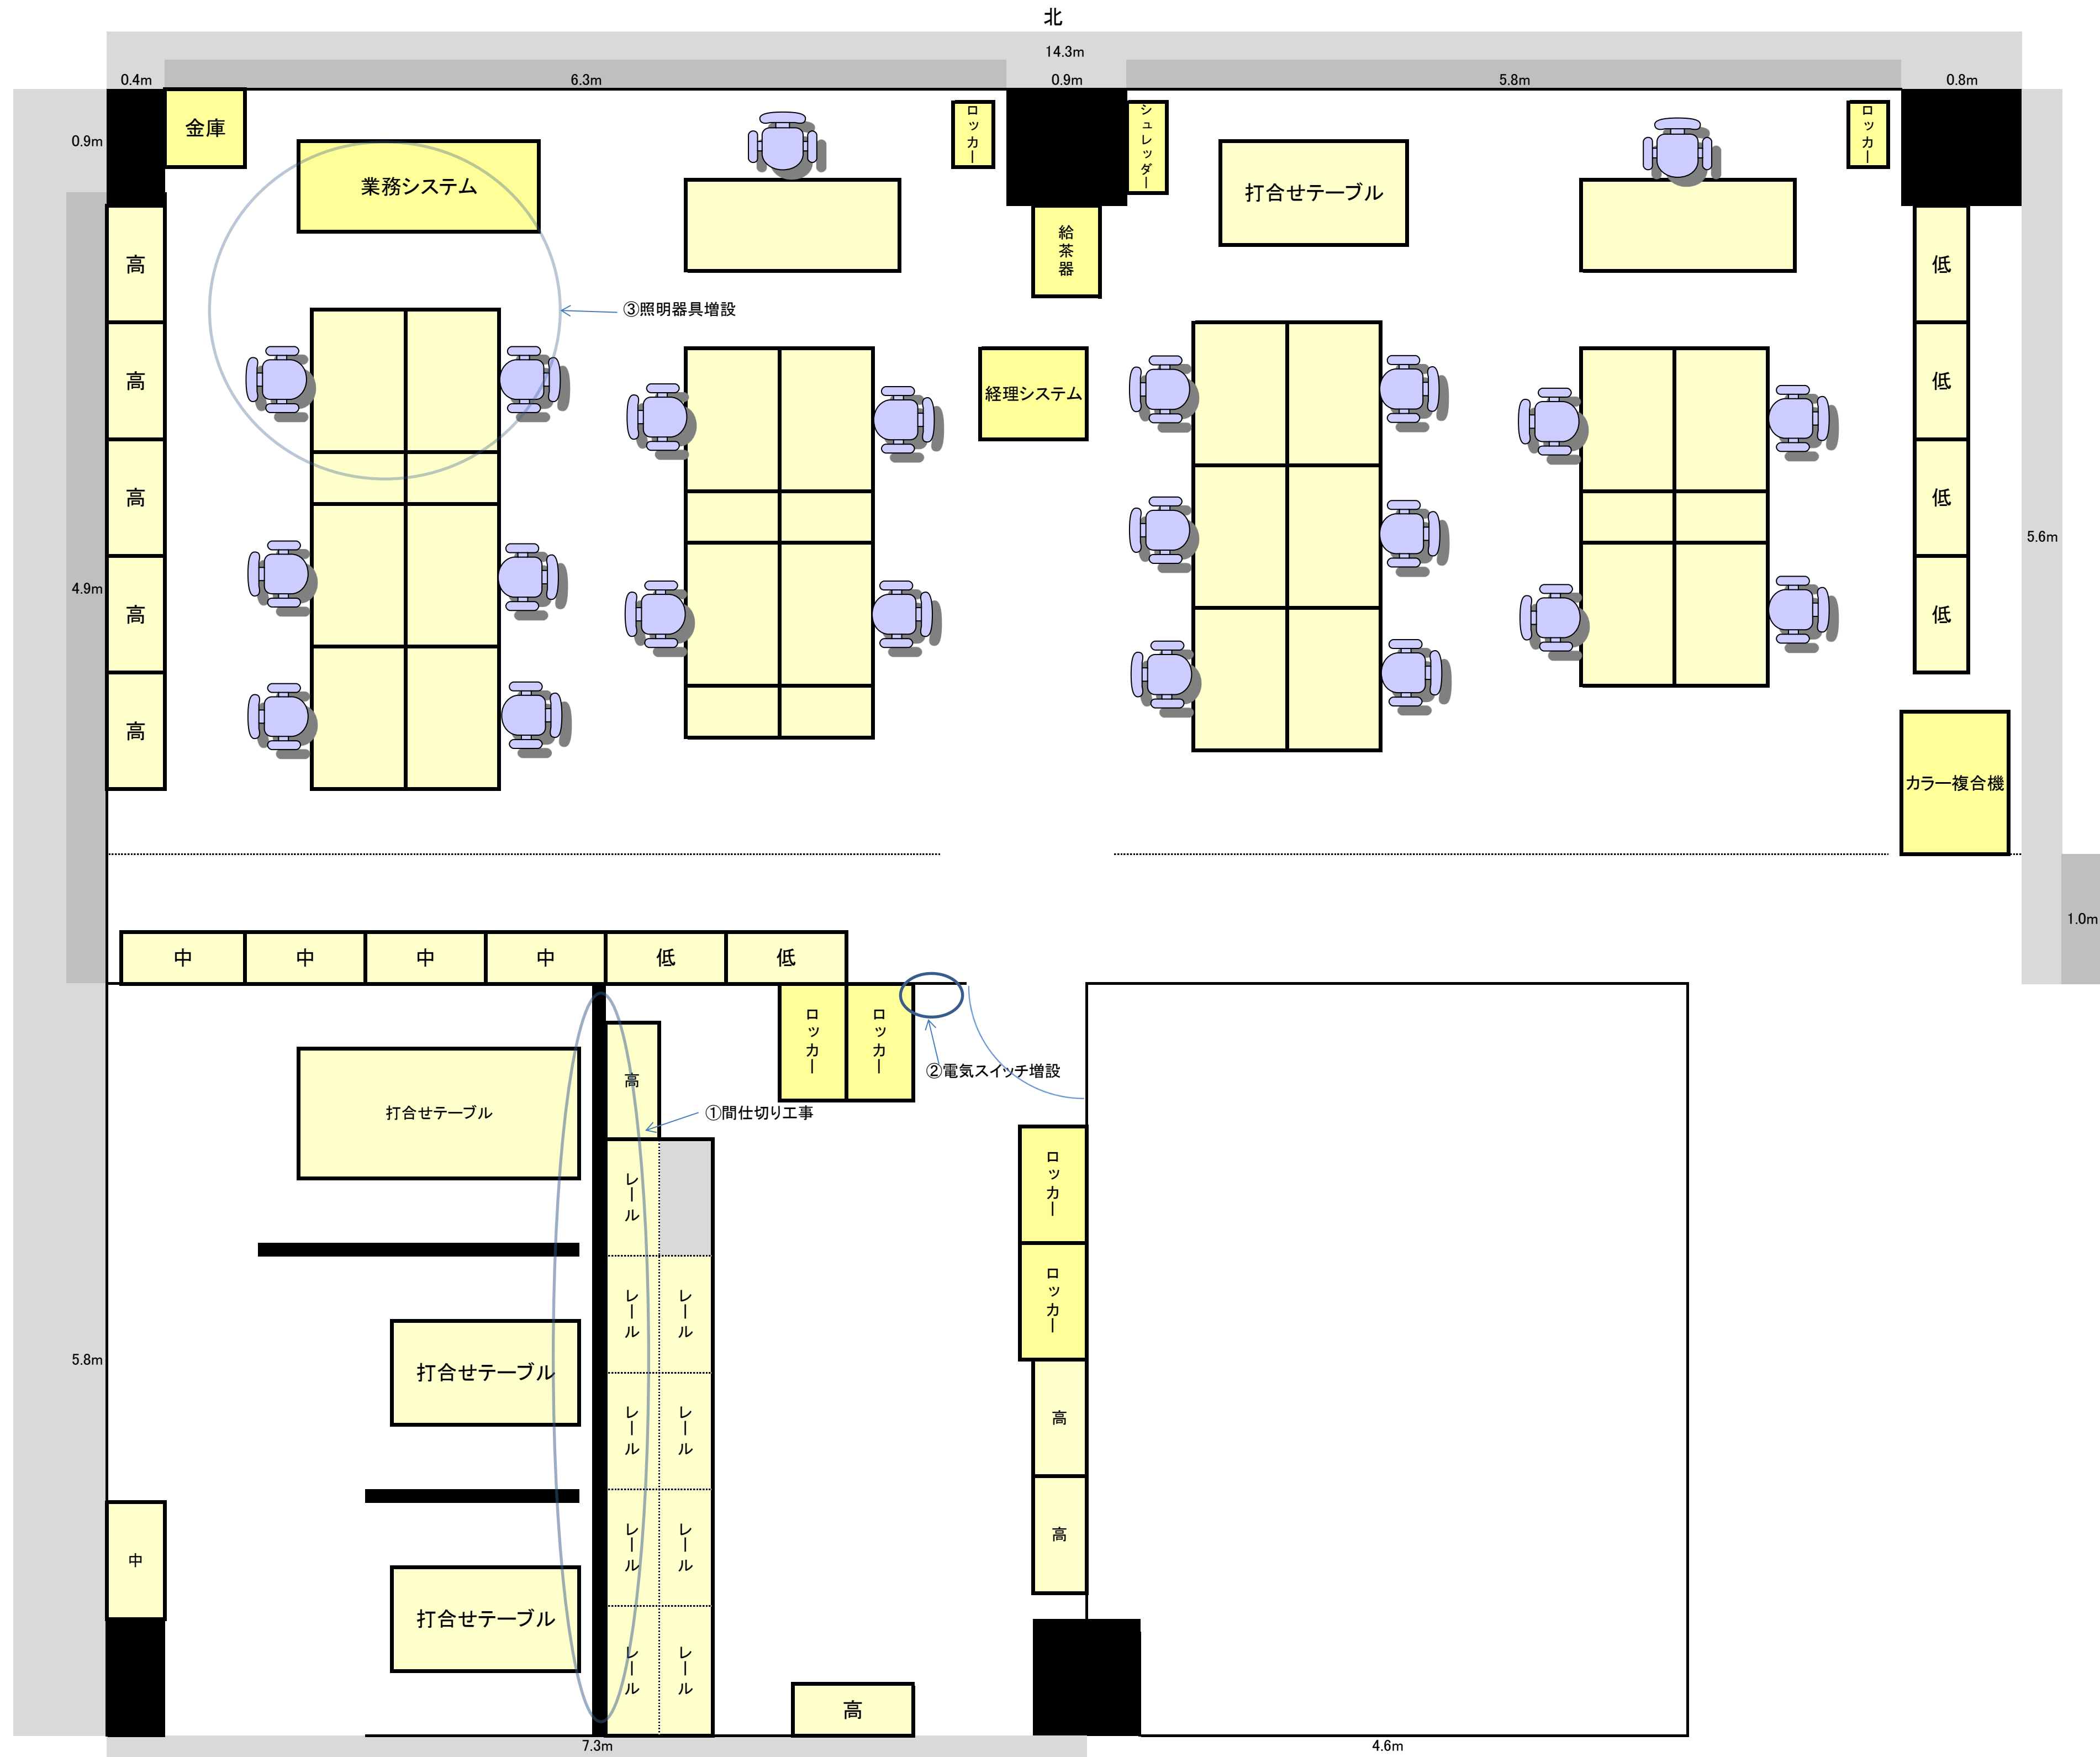 北
14.3m
0.4m
6.3m
0.9m
5.8m
0.8m
0.9m
金庫
ロッカー
シュレッダー
ロッカー
業務システム
打合せテーブル
給茶器
高
低
③照明器具増設
高
低
経理システム
高
低
5.6m
4.9m
高
低
高
カラー複合機
1.0m
中
中
中
中
低
低
ロッカー
ロッカー
②電気スイッチ増設
高
打合せテーブル
①間仕切り工事
ロッカー
レール
ロッカー
レール
レール
5.8m
打合せテーブル
レール
レール
高
レール
レール
高
中
打合せテーブル
レール
レール
高
7.3m
4.6m